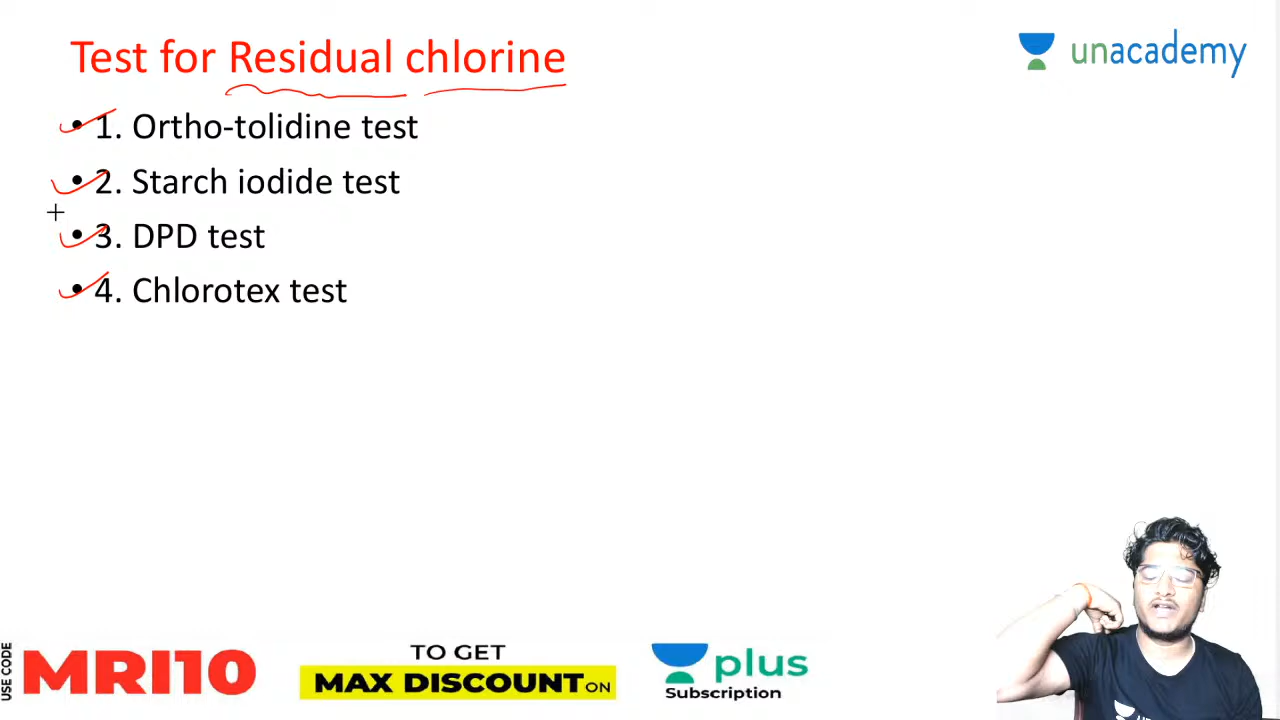 Test for Residual chlorine
unacademy
• 1. Ortho-tolidine test
• 2. Starch iodide test
• 3. DPD test
• 4. Chlorotex test
USE CODE
MRI10
TO GET
MAX DISCOUNT ON
plus
Subscription